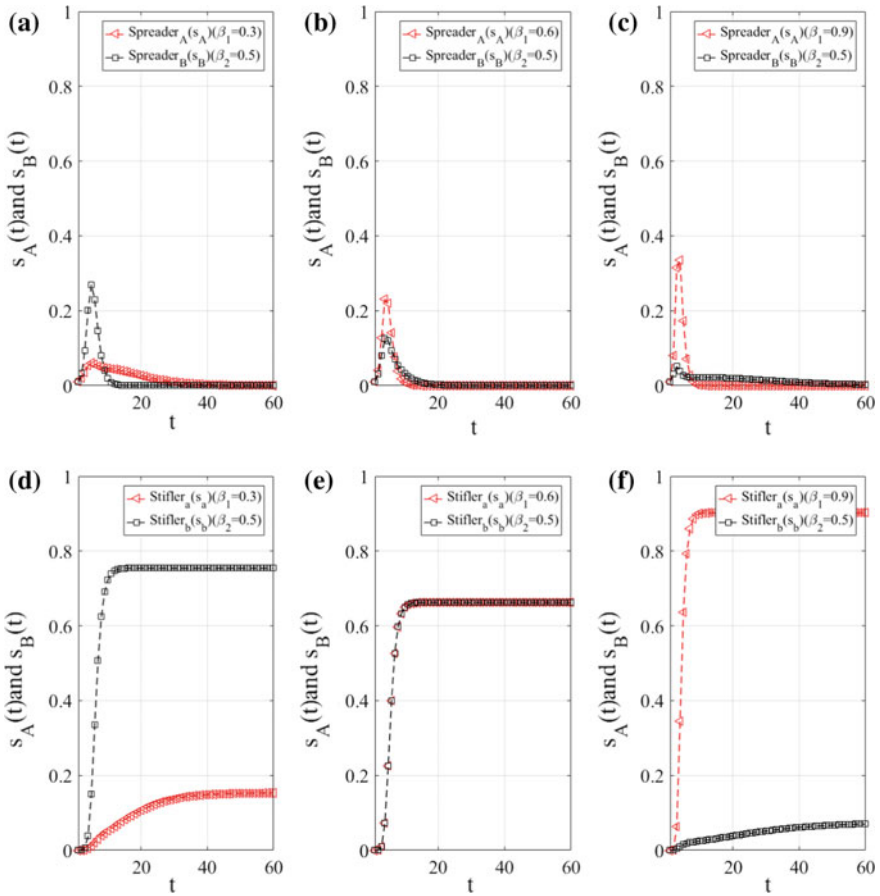 (a)
Spreader_A(s_A)(β_1=0.3)
Spreader_B(s_B)(β_2=0.5)
s_A(t)and s_B(t)
1
0.8
0.6
0.4
0.2
0
20
40
60
t
(b)
Spreader_A(s_A)(β_1=0.6)
Spreader_B(s_B)(β_2=0.5)
s_A(t)and s_B(t)
1
0.8
0.6
0.4
0.2
0
20
40
60
t
(c)
Spreader_A(s_A)(β_1=0.9)
Spreader_B(s_B)(β_2=0.5)
s_A(t)and s_B(t)
1
0.8
0.6
0.4
0.2
0
20
40
60
t
(d)
Stifler_a(s_a)(β_1=0.3)
Stifler_b(s_b)(β_2=0.5)
s_A(t)and s_B(t)
1
0.8
0.6
0.4
0.2
0
20
40
60
t
(e)
Stifler_a(s_a)(β_1=0.6)
Stifler_b(s_b)(β_2=0.5)
s_A(t)and s_B(t)
1
0.8
0.6
0.4
0.2
0
20
40
60
t
(f)
Stifler_a(s_a)(β_1=0.9)
Stifler_b(s_b)(β_2=0.5)
s_A(t)and s_B(t)
1
0.8
0.6
0.4
0.2
0
20
40
60
t